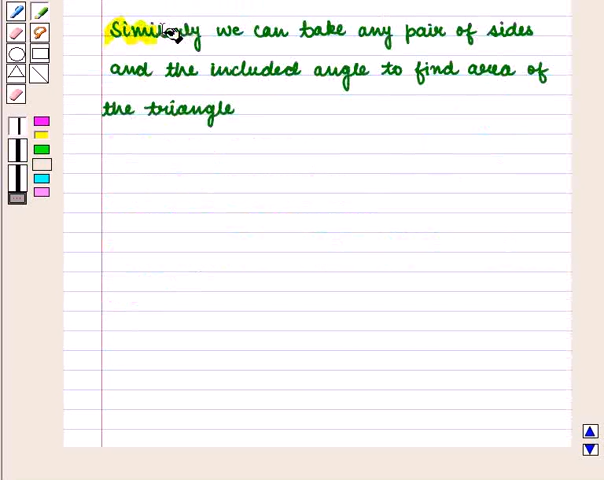 Similarly we can take any pair of sides
and the included angle to find area of
the triangle